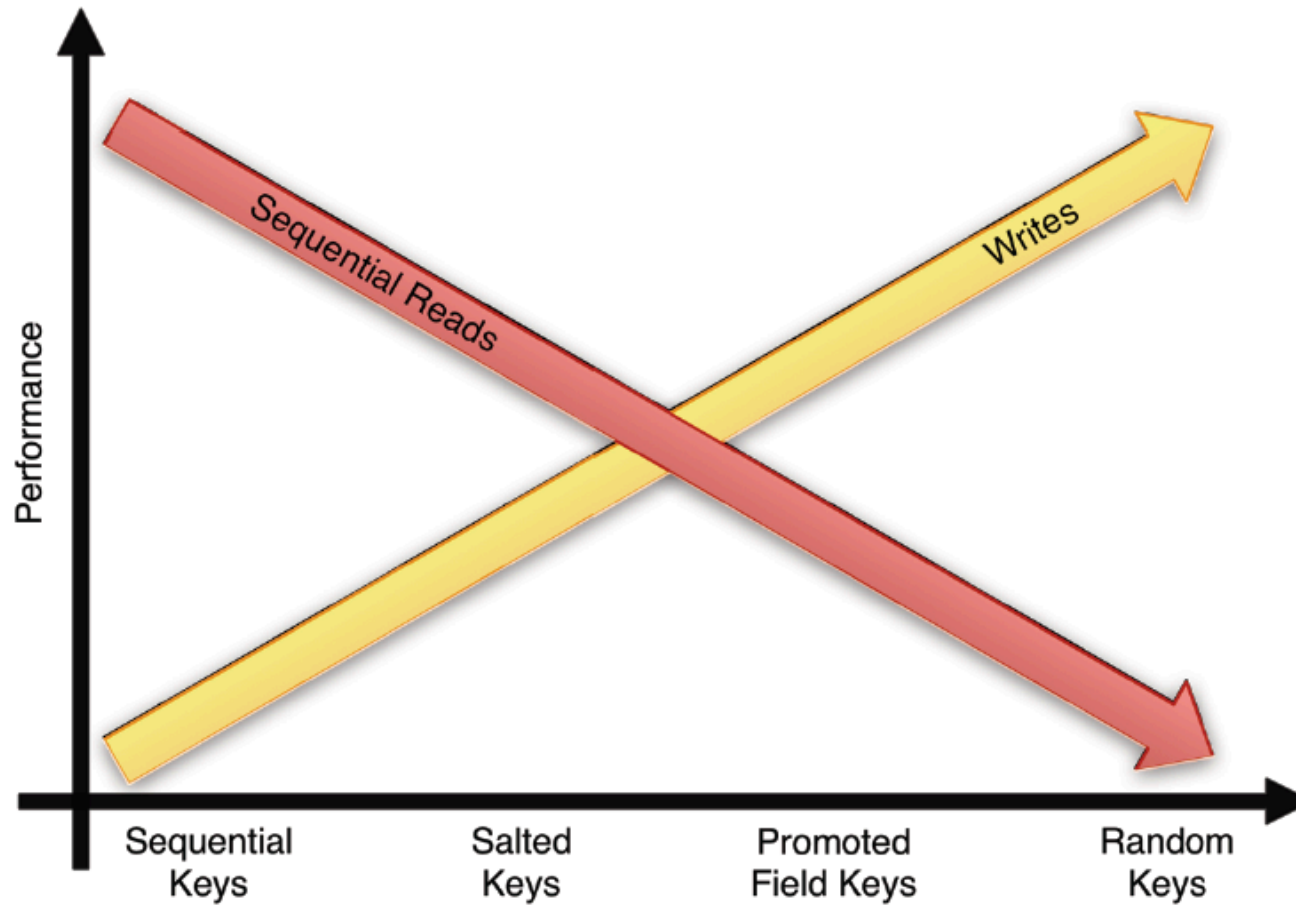 Performance
Sequential Reads
Writes
Sequential
Keys
Salted
Keys
Promoted
Field Keys
Random
Keys